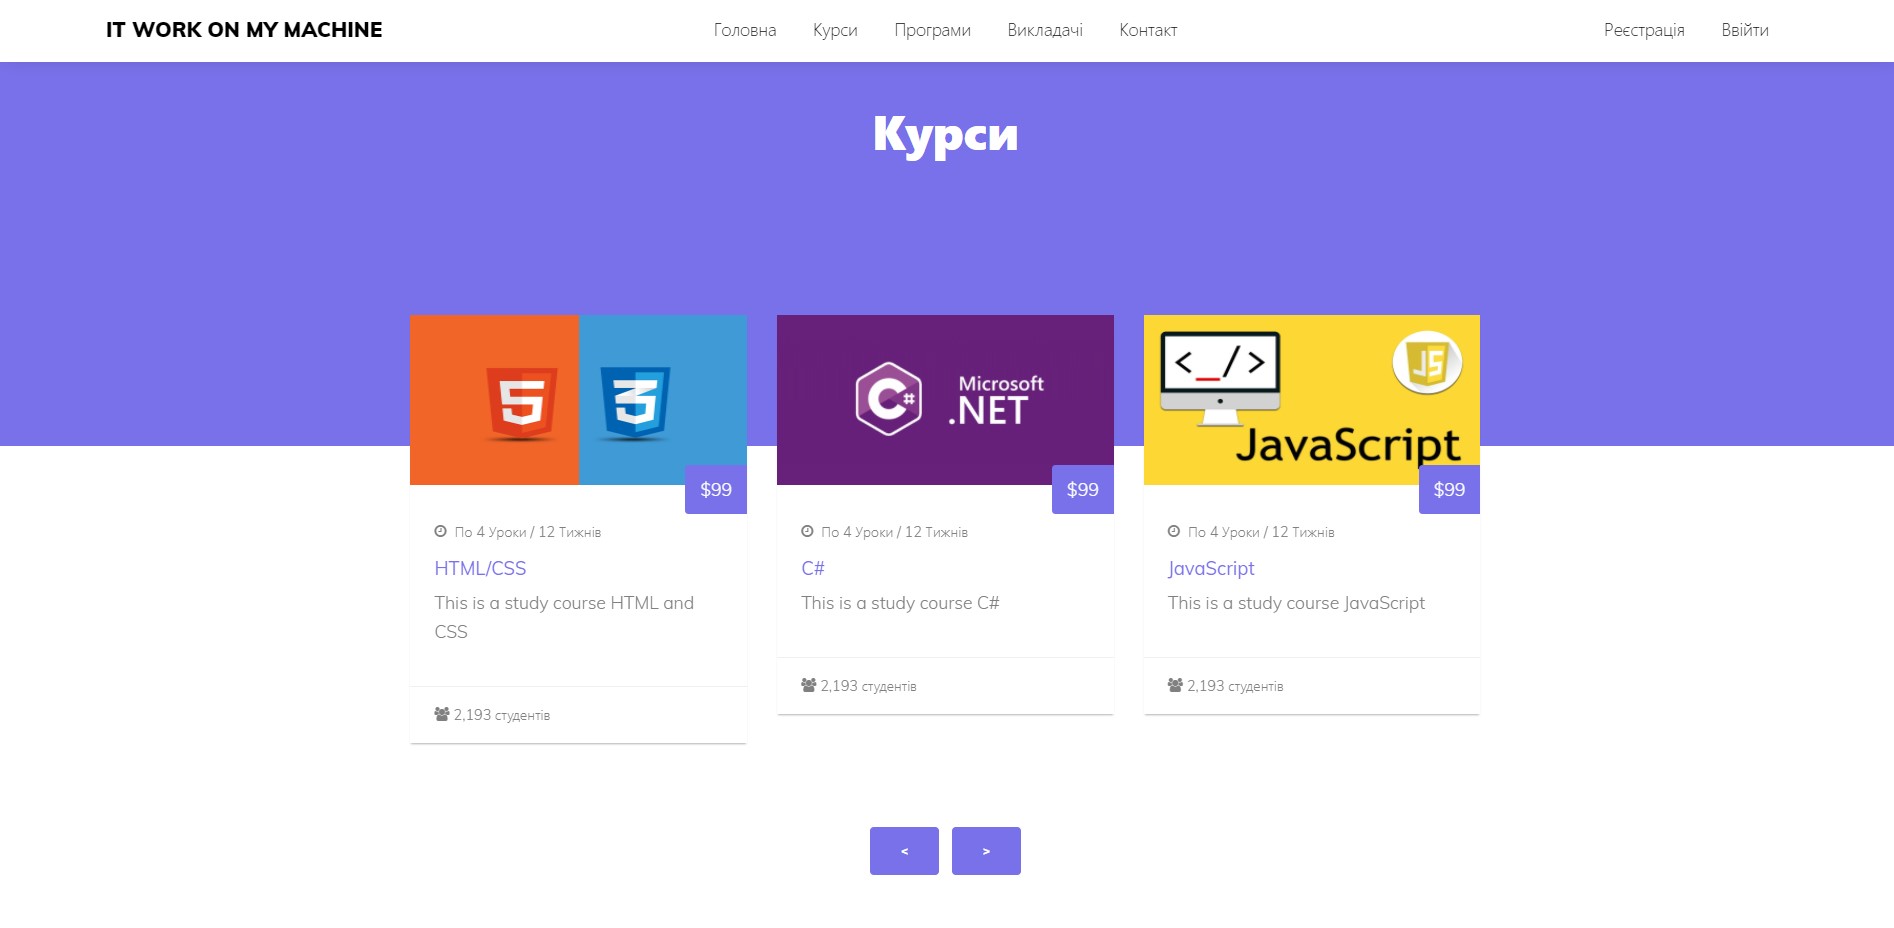 IT WORK ON MY MACHINE
Головна Курси Програми Викладачі Контакт
Реєстрація Ввійти
Курси
5 3
C# Microsoft
.NET
<_/>
JS
JavaScript
$99
$99
$99
По 4 Уроки / 12 Тижнів
HTML/CSS
This is a study course HTML and
CSS
2,193 студентів
По 4 Уроки / 12 Тижнів
C#
This is a study course C#
2,193 студентів
По 4 Уроки / 12 Тижнів
JavaScript
This is a study course JavaScript
2,193 студентів
< >